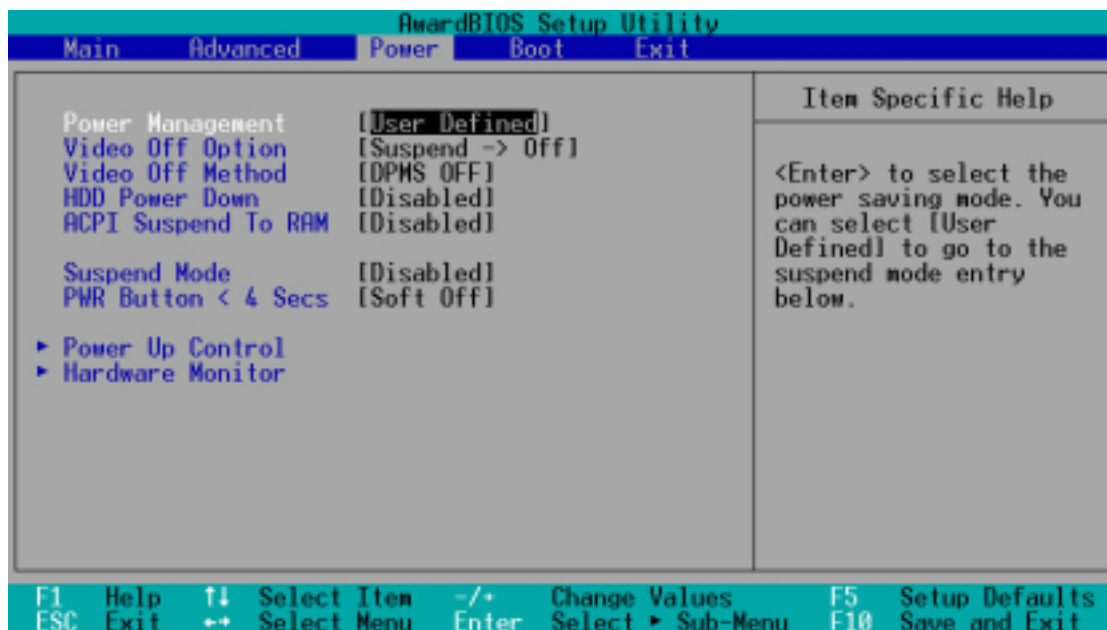 AwardBIOS Setup Utility
Main Advanced Power Boot Exit
Power Management [User Defined]
Video Off Option [Suspend -> Off]
Video Off Method [DPMS OFF]
HDD Power Down [Disabled]
ACPI Suspend To RAM [Disabled]
Suspend Mode [Disabled]
PWR Button < 4 Secs [Soft Off]
► Power Up Control
► Hardware Monitor
Item Specific Help
<Enter> to select the
power saving mode. You
can select [User
Defined] to go to the
suspend mode entry
below.
F1 Help ↑↓ Select Item -/+ Change Values F5 Setup Defaults
ESC Exit ←→ Select Menu Enter Select ► Sub-Menu F10 Save and Exit